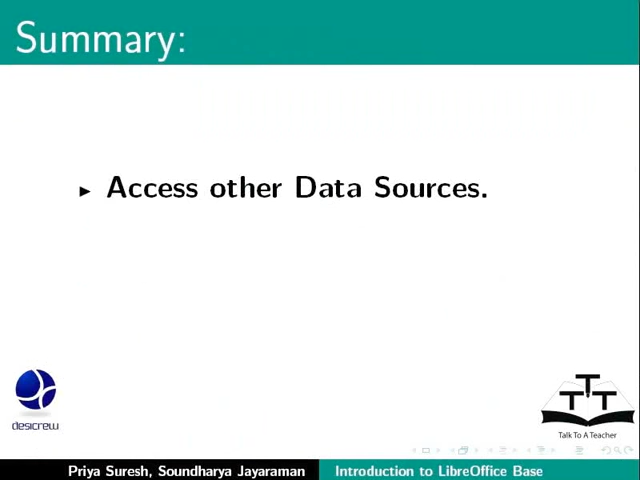 Summary:
Access other Data Sources.
desicrew
T T T
Talk To A Teacher
Priya Suresh, Soundharya Jayaraman
Introduction to LibreOffice Base